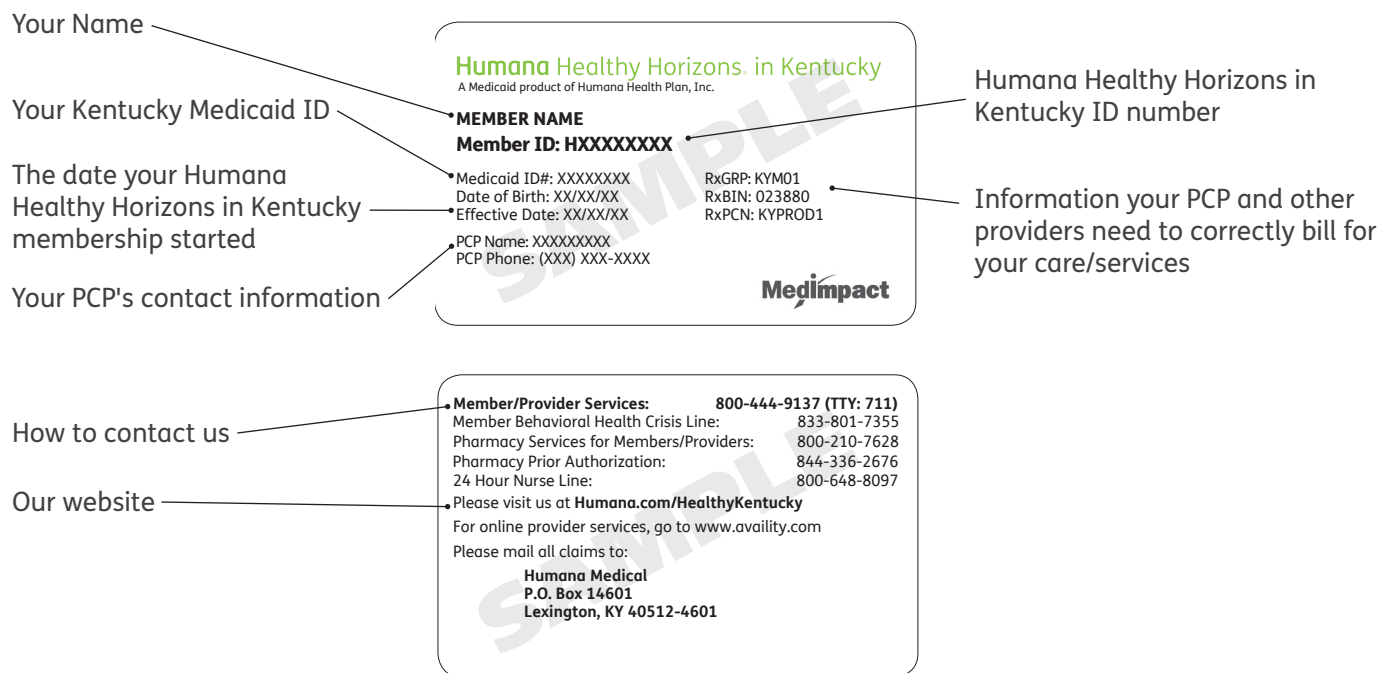 Your Name
Your Kentucky Medicaid ID
The date your Humana
Healthy Horizons in Kentucky
membership started
Your PCP's contact information
Humana Healthy Horizons® in Kentucky
A Medicaid product of Humana Health Plan, Inc.
MEMBER NAME
Member ID: HXXXXXXXX
Medicaid ID#: XXXXXXXX
Date of Birth: XX/XX/XX
Effective Date: XX/XX/XX
RxGRP: KYM01
RxBIN: 023880
RxPCN: KYPROD1
PCP Name: XXXXXXXXX
PCP Phone: (XXX) XXX-XXXX
MedImpact
SAMPLE
Humana Healthy Horizons in
Kentucky ID number
Information your PCP and other
providers need to correctly bill for
your care/services
How to contact us
Our website
Member/Provider Services: 800-444-9137 (TTY: 711)
Member Behavioral Health Crisis Line: 833-801-7355
Pharmacy Services for Members/Providers: 800-210-7628
Pharmacy Prior Authorization: 844-336-2676
24 Hour Nurse Line: 800-648-8097
Please visit us at Humana.com/HealthyKentucky
For online provider services, go to www.availity.com
Please mail all claims to:
Humana Medical
P.O. Box 14601
Lexington, KY 40512-4601
SAMPLE